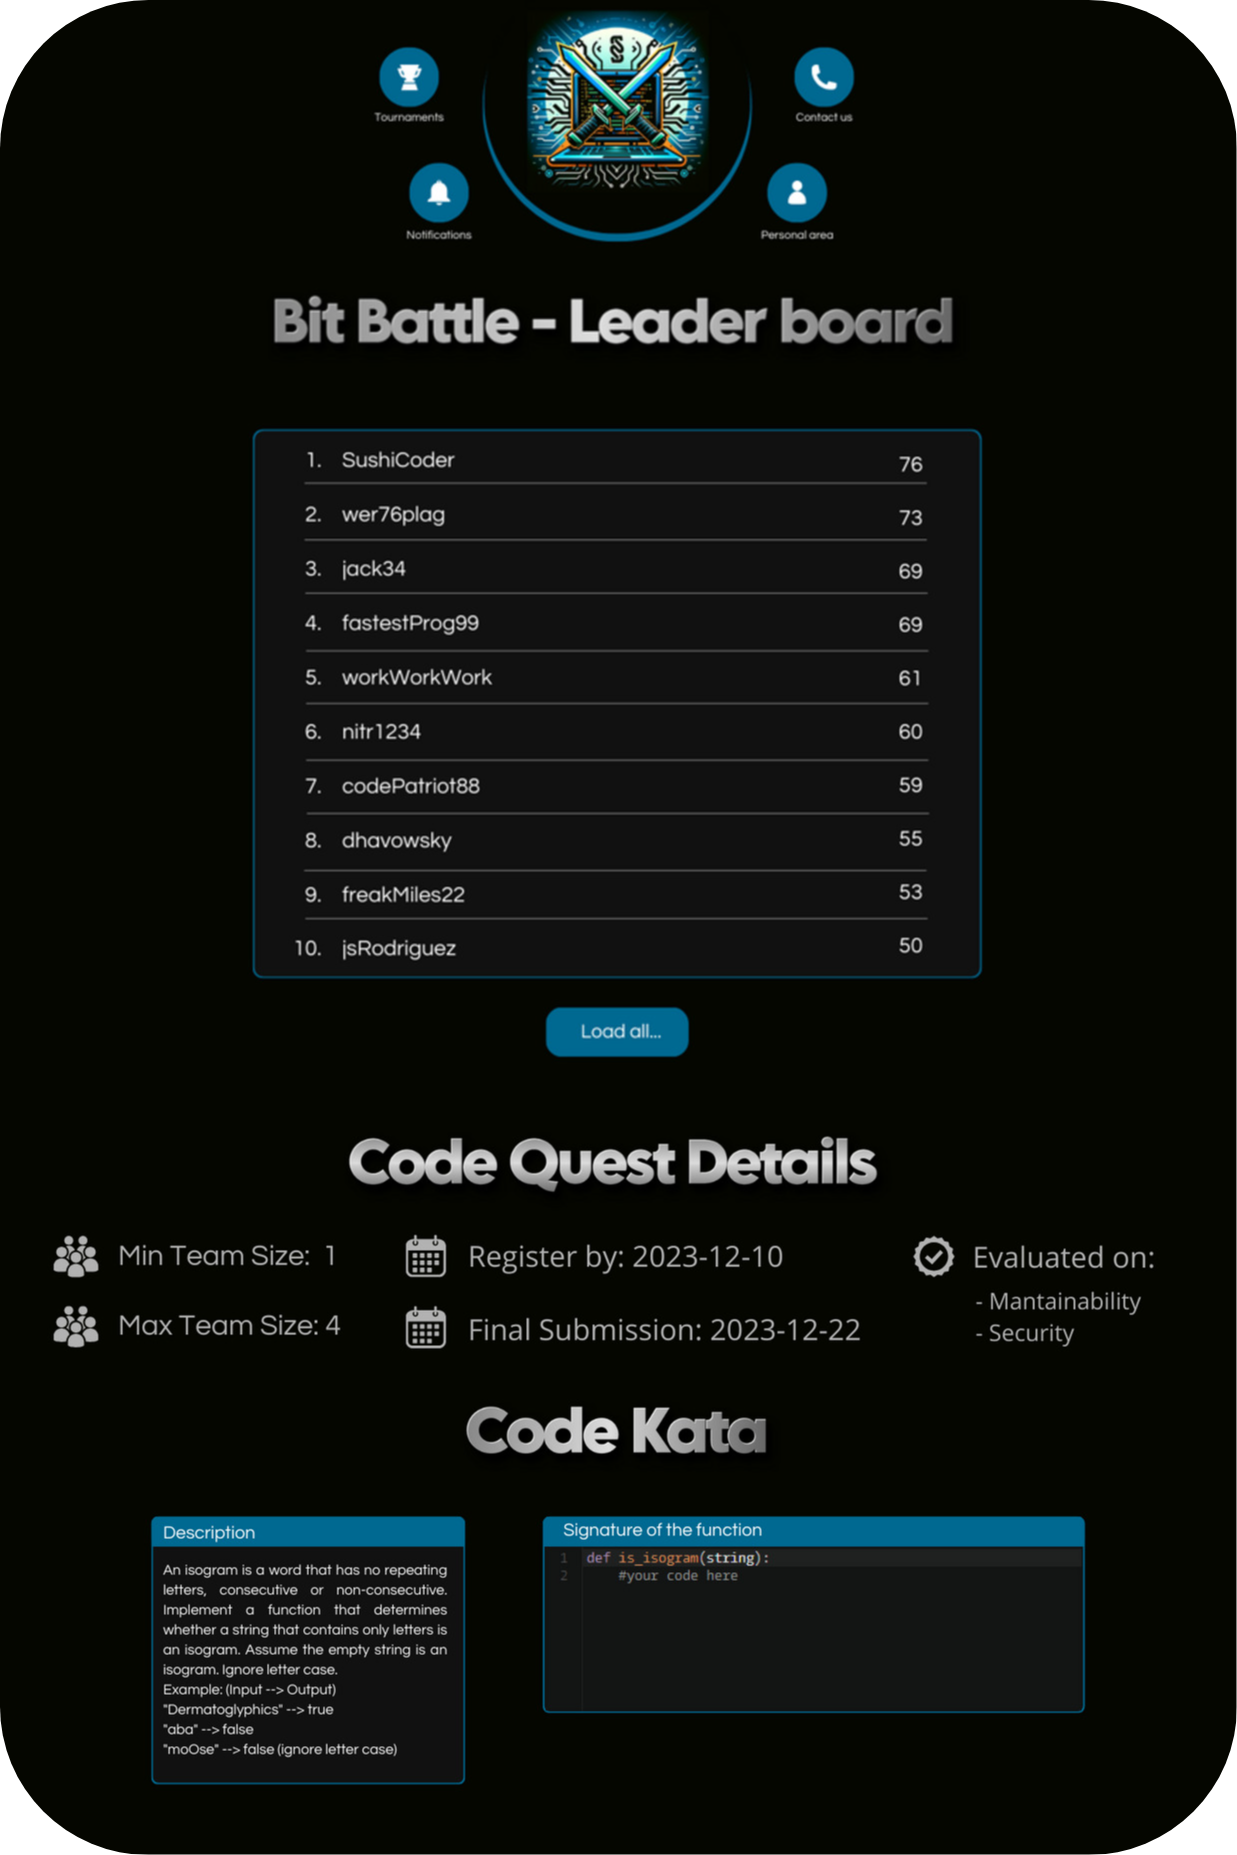 Tournaments
Contact us
Notifications
Personal area
Bit Battle - Leader board
1. SushiCoder 76
2. wer76plag 73
3. jack34 69
4. fastestProg99 69
5. workWorkWork 61
6. nitr1234 60
7. codePatriot88 59
8. dhavowsky 55
9. freakMiles22 53
10. jsRodriguez 50
Load all...
Code Quest Details
Min Team Size: 1
Max Team Size: 4
Register by: 2023-12-10
Final Submission: 2023-12-22
Evaluated on:
- Mantainability
- Security
Code Kata
Description
An isogram is a word that has no repeating
letters, consecutive or non-consecutive.
Implement a function that determines
whether a string that contains only letters is
an isogram. Assume the empty string is an
isogram. Ignore letter case.
Example: (Input --> Output)
"Dermatoglyphics" --> true
"aba" --> false
"moOse" --> false (ignore letter case)
Signature of the function
1 def is_isogram(string):
2 #your code here